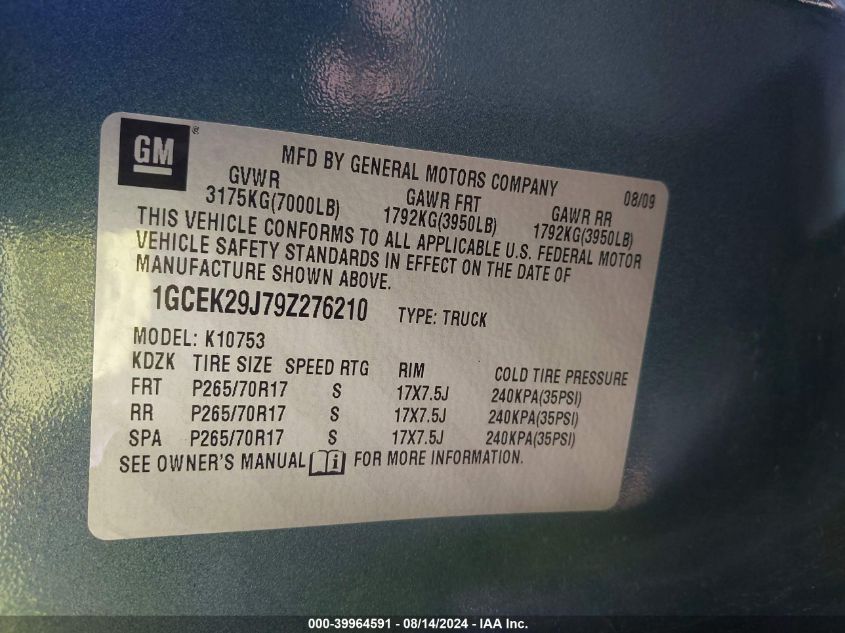 GM®
MFD BY GENERAL MOTORS COMPANY 08/09
GVWR GAWR FRT GAWR RR
3175KG(7000LB) 1792KG(3950LB) 1792KG(3950LB)
THIS VEHICLE CONFORMS TO ALL APPLICABLE U.S. FEDERAL MOTOR
VEHICLE SAFETY STANDARDS IN EFFECT ON THE DATE OF
MANUFACTURE SHOWN ABOVE.
1GCEK29J79Z276210 TYPE: TRUCK
MODEL: K10753
KDZK TIRE SIZE SPEED RTG RIM COLD TIRE PRESSURE
FRT P265/70R17 S 17X7.5J 240KPA(35PSI)
RR P265/70R17 S 17X7.5J 240KPA(35PSI)
SPA P265/70R17 S 17X7.5J 240KPA(35PSI)
SEE OWNER'S MANUAL i FOR MORE INFORMATION.
000-39964591 - 08/14/2024 - IAA Inc.